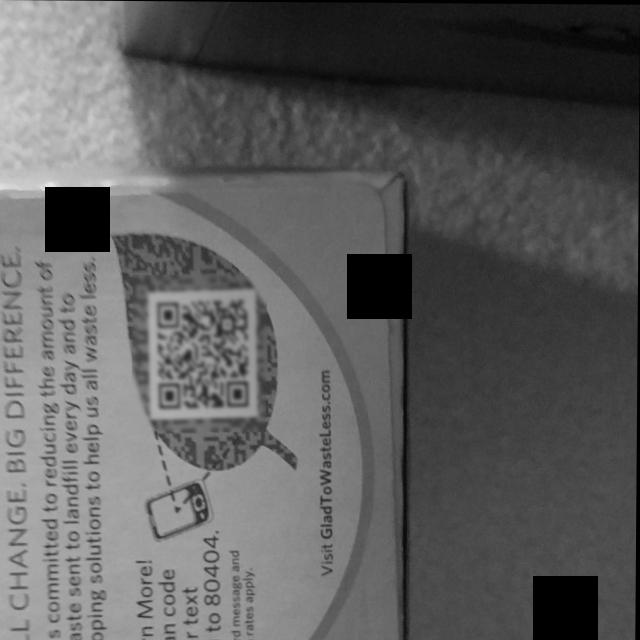 L CHANGE. BIG DIFFERENCE.
s committed to reducing the amount of
aste sent to landfill every day and to
oping solutions to help us all waste less.
n More!
an code
r text
to 80404.
d message and
rates apply.
Visit GladToWasteLess.com